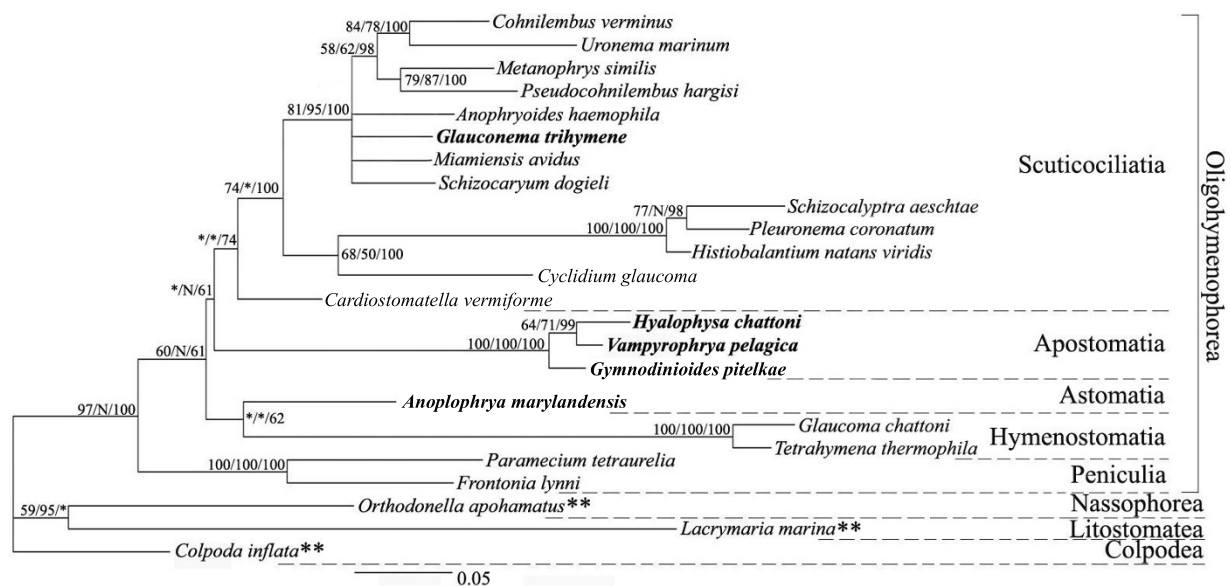 Cohnilembus verminus
84/78/100
Uronema marinum
58/62/98
Metanophrys similis
79/87/100
Pseudocohnilembus hargisi
81/95/100
Anophryoides haemophila
Glauconema trihymene
Miamiensis avidus
Scuticociliatia
Schizocaryum dogieli
74/*/100
77/N/98
Schizocalyptra aeschtae
100/100/100
Pleuronema coronatum
*/*/74
Histiobalantium natans viridis
68/50/100
Cyclidium glaucoma
*/N/61
Cardiostomatella vermiforme
Oligohymenophorea
64/71/99
Hyalophysa chattoni
100/100/100
Vampyrophrya pelagica
Apostomatia
60/N/61
Gymnodinioides pitelkae
Anoplophrya marylandensis
Astomatia
97/N/100
*/*/62
Glaucoma chattoni
100/100/100
Hymenostomatia
Tetrahymena thermophila
Paramecium tetraurelia
100/100/100
Peniculia
Frontonia lynni
59/95/*
Orthodonella apohamatus**
Nassophorea
Lacrymaria marina**
Litostomatea
Colpoda inflata**
Colpodea
0.05